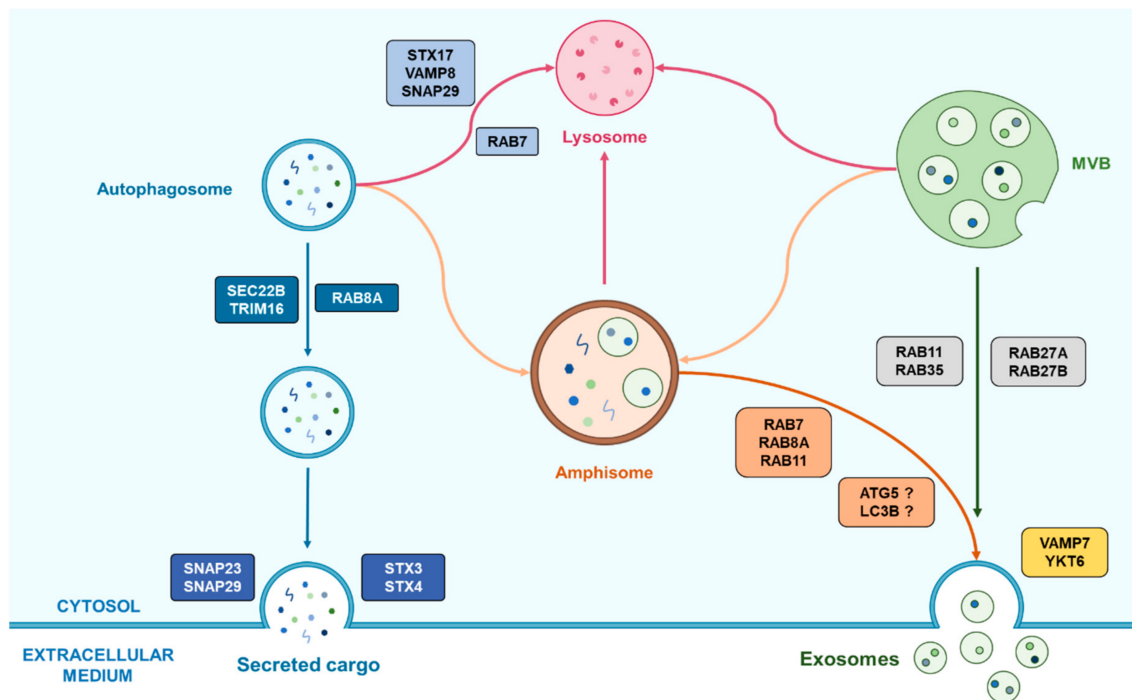 STX17
VAMP8
SNAP29
RAB7
Lysosome
Autophagosome
MVB
SEC22B
TRIM16
RAB8A
RAB11
RAB35
RAB27A
RAB27B
Amphisome
RAB7
RAB8A
RAB11
ATG5 ?
LC3B ?
SNAP23
SNAP29
STX3
STX4
VAMP7
YKT6
CYTOSOL
EXTRACELLULAR
MEDIUM
Secreted cargo
Exosomes